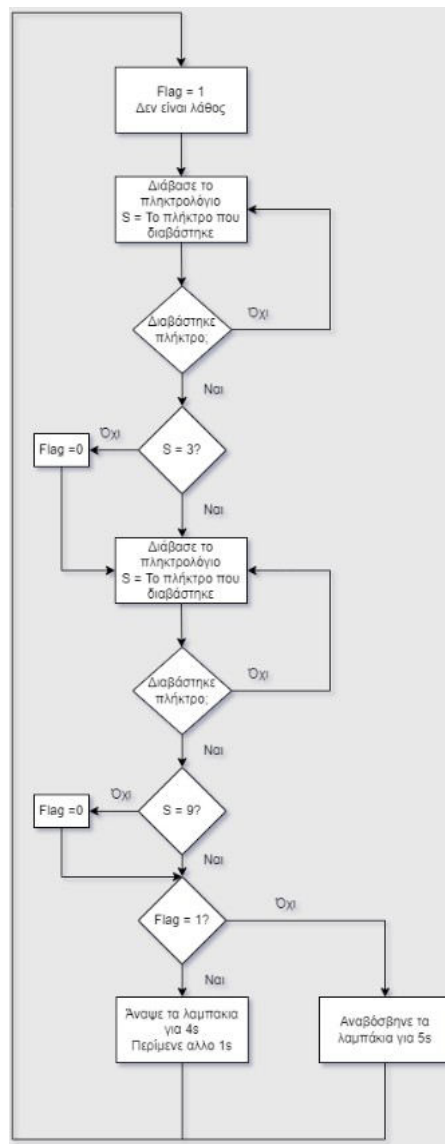 Flag = 1
Δεν είναι λάθος
Διάβασε το
πληκτρολόγιο
S = Το πλήκτρο που
διαβάστηκε
Διαβάστηκε
πλήκτρο;
Όχι
Ναι
S = 3?
Όχι
Flag =0
Ναι
Διάβασε το
πληκτρολόγιο
S = Το πλήκτρο που
διαβάστηκε
Διαβάστηκε
πλήκτρο;
Όχι
Ναι
S = 9?
Όχι
Flag =0
Ναι
Flag = 1?
Όχι
Ναι
Άναψε τα λαμπακια
για 4s
Περίμενε αλλο 1s
Αναβόσβηνε τα
λαμπάκια για 5s